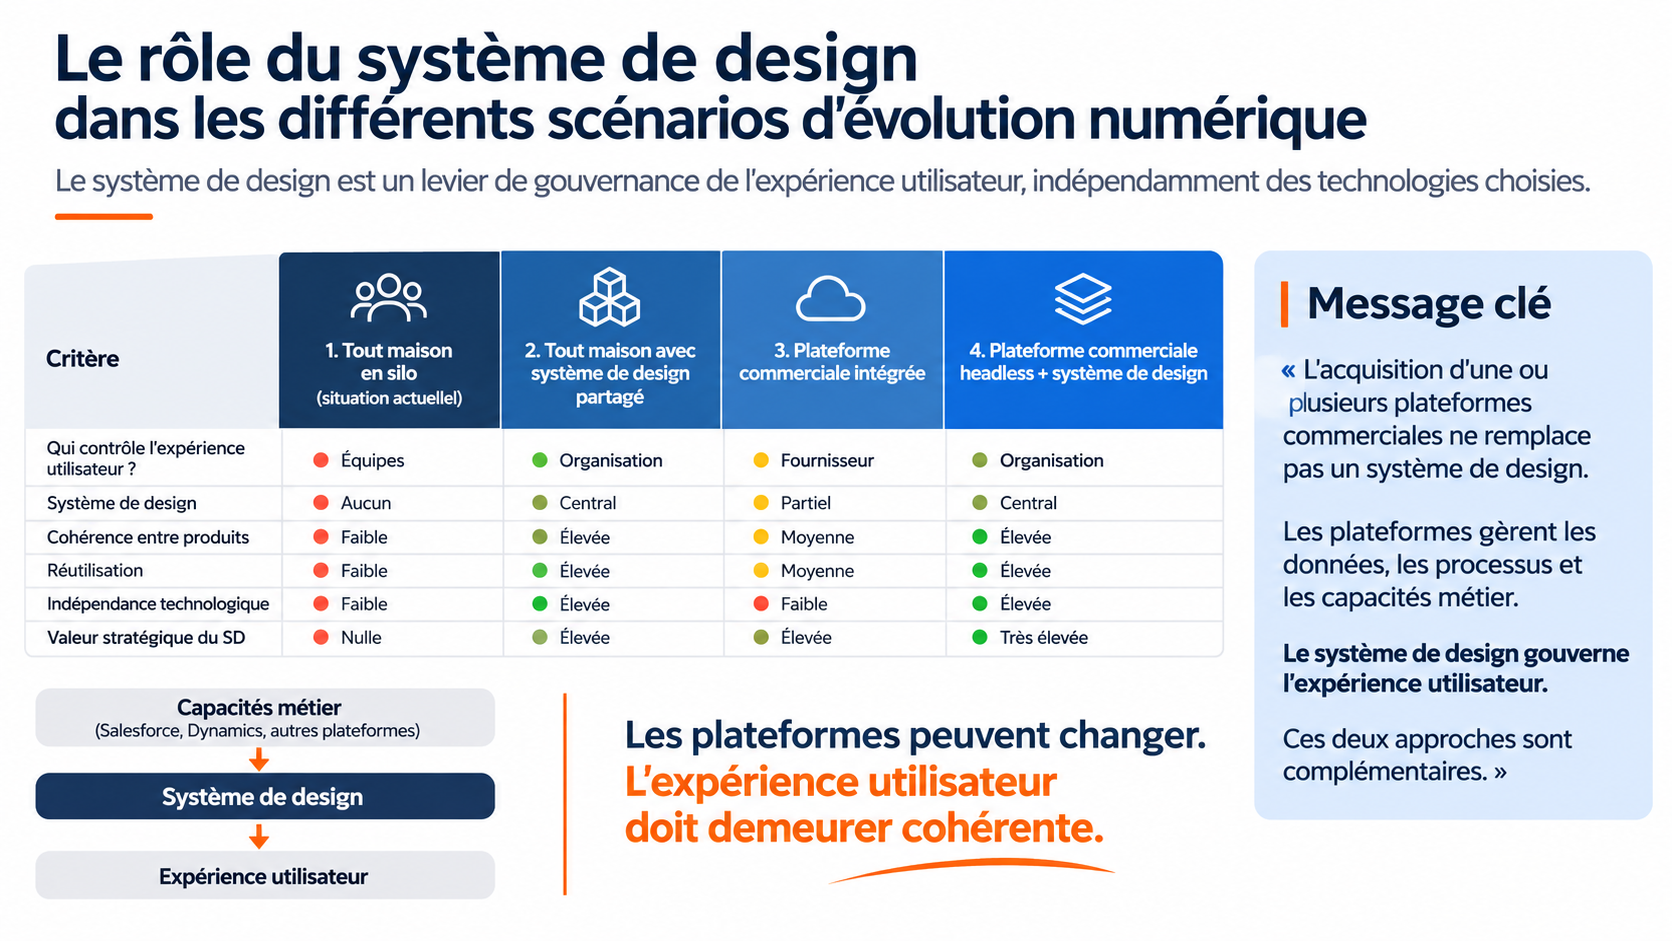 Le rôle du système de design
dans les différents scénarios d'évolution numérique
Le système de design est un levier de gouvernance de l'expérience utilisateur, indépendamment des technologies choisies.
Critère
1. Tout maison
en silo
(situation actuellel)
2. Tout maison avec
système de design
partagé
3. Plateforme
commerciale intégrée
4. Plateforme commerciale
headless + système de design
Qui contrôle l'expérience
utilisateur ?
Équipes
Organisation
Fournisseur
Organisation
Système de design
Aucun
Central
Partiel
Central
Cohérence entre produits
Faible
Élevée
Moyenne
Élevée
Réutilisation
Faible
Élevée
Moyenne
Élevée
Indépendance technologique
Faible
Élevée
Faible
Élevée
Valeur stratégique du SD
Nulle
Élevée
Élevée
Très élevée
Capacités métier
(Salesforce, Dynamics, autres plateformes)
Système de design
Expérience utilisateur
Les plateformes peuvent changer.
L'expérience utilisateur
doit demeurer cohérente.
Message clé
« L'acquisition d'une ou
plusieurs plateformes
commerciales ne remplace
pas un système de design.
Les plateformes gèrent les
données, les processus et
les capacités métier.
Le système de design gouverne
l'expérience utilisateur.
Ces deux approches sont
complémentaires. »